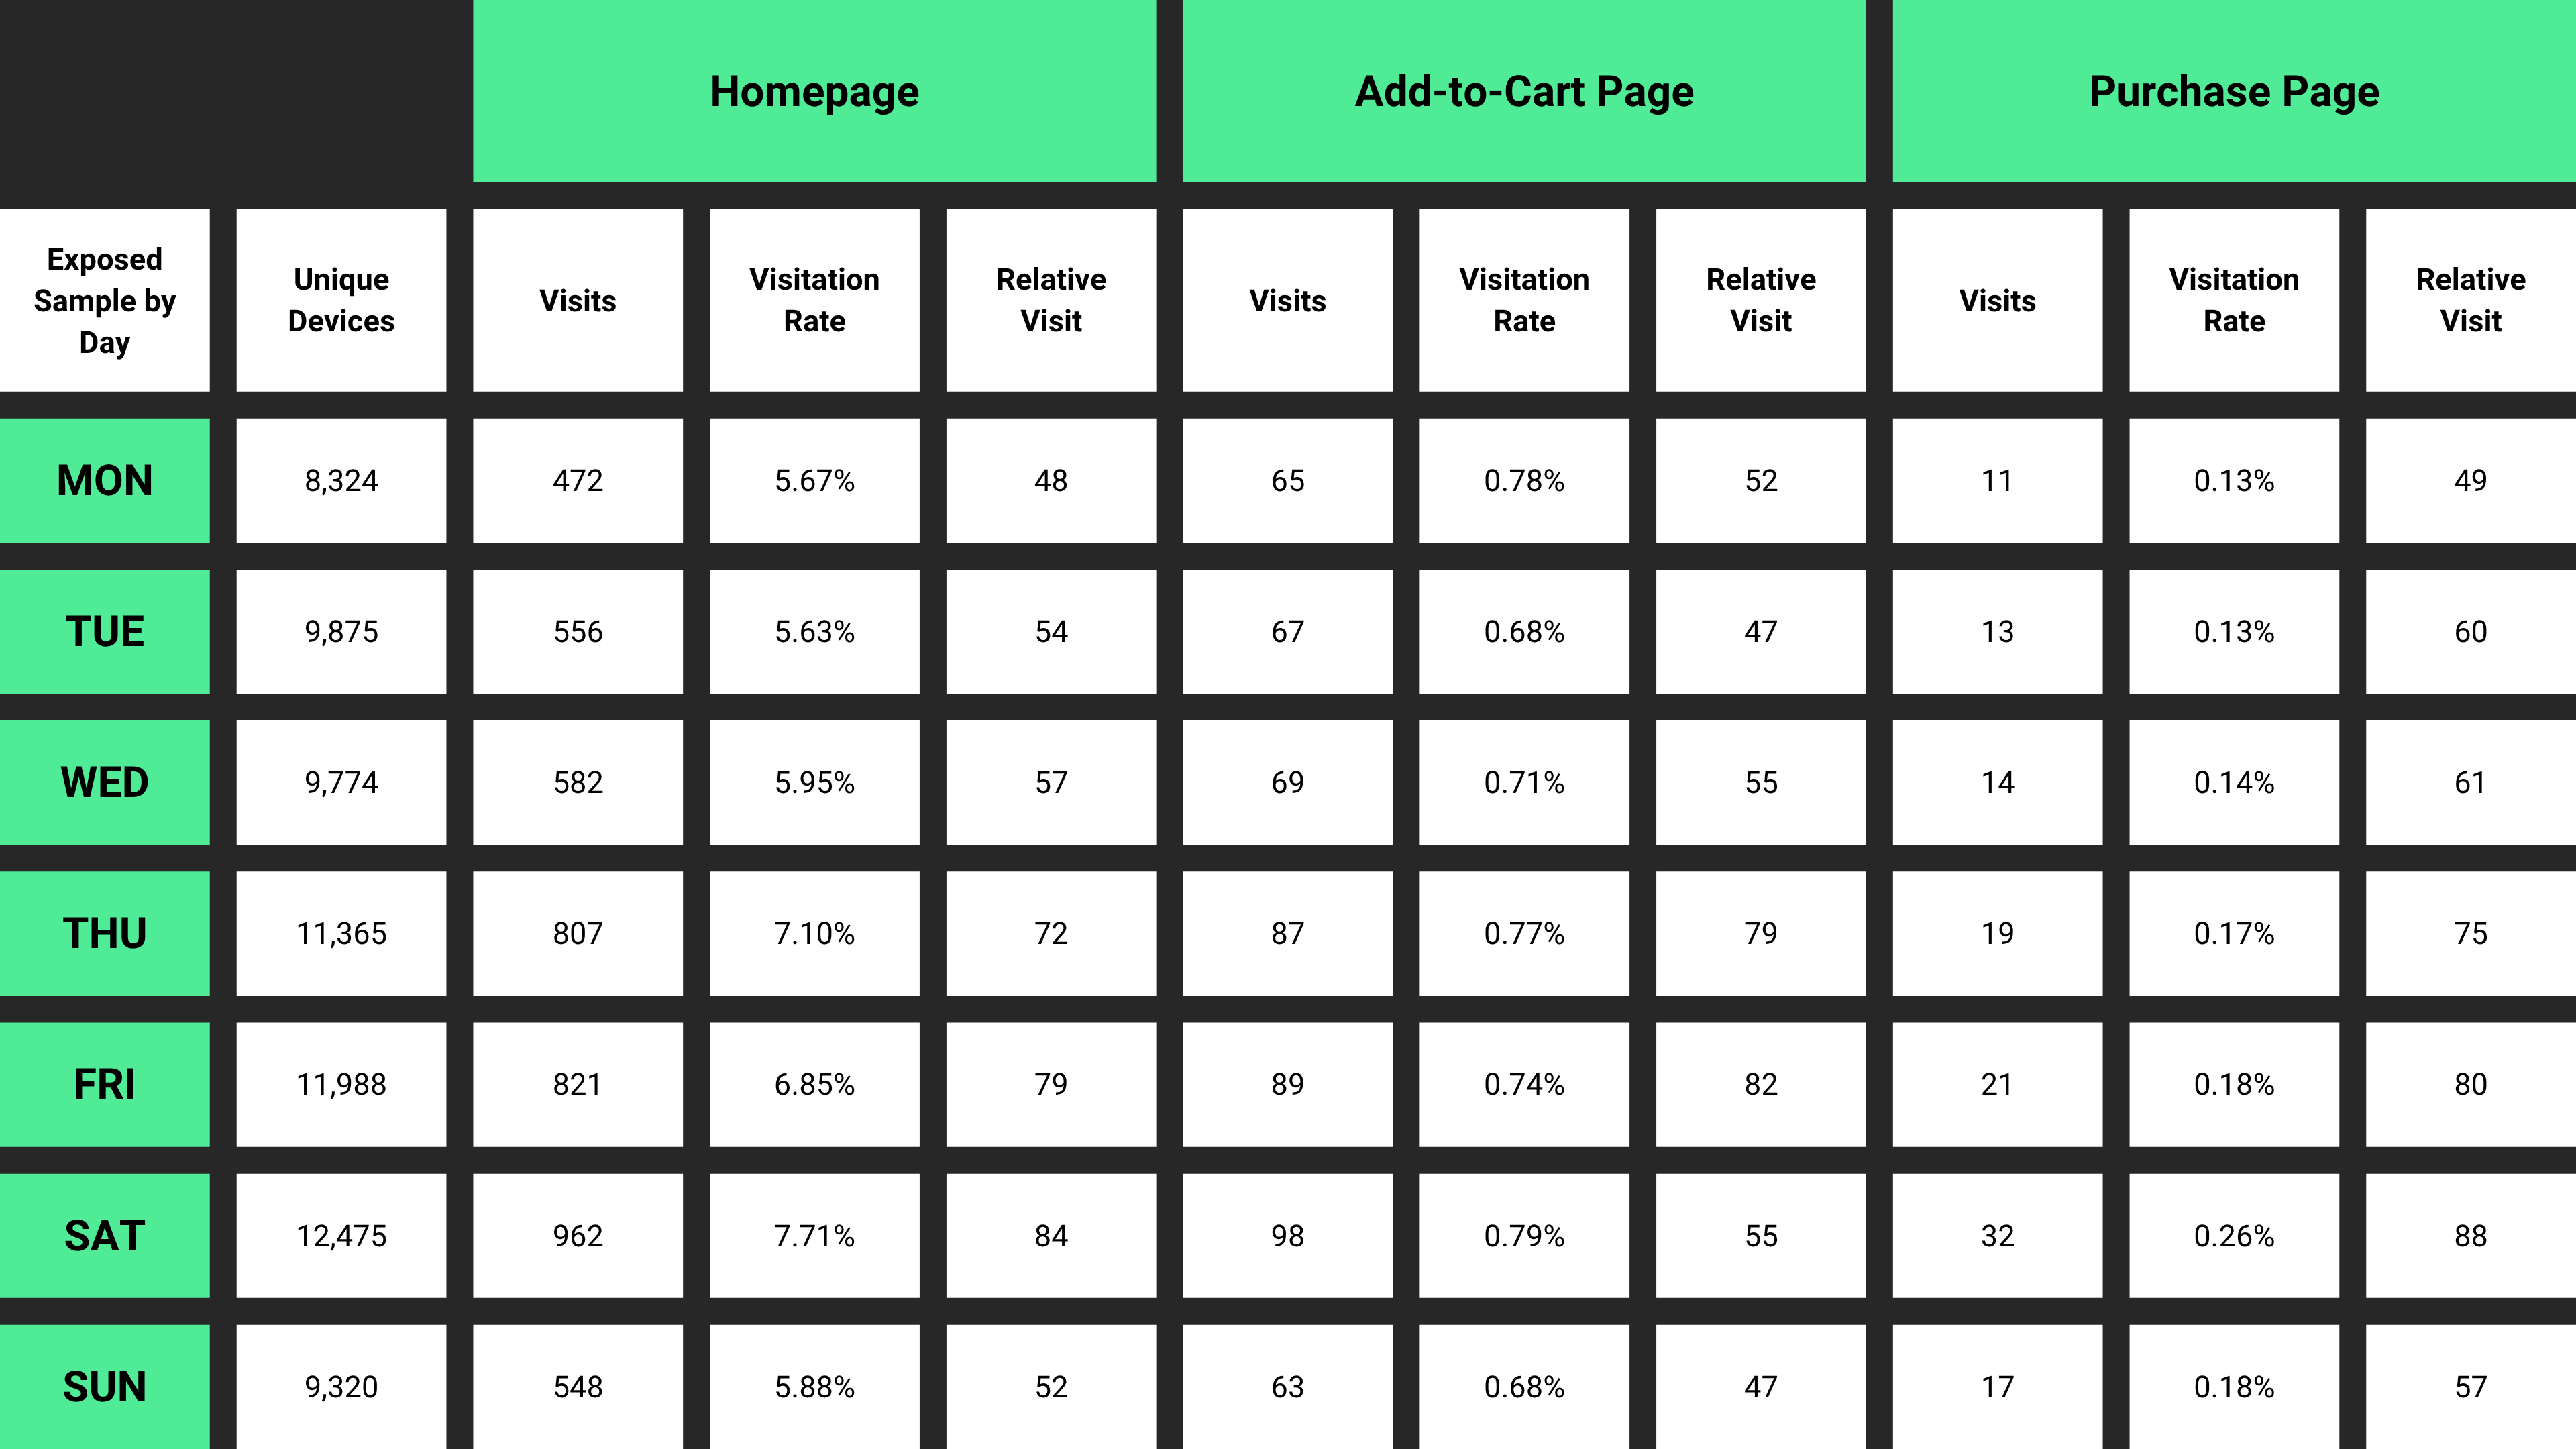 Homepage Add-to-Cart Page Purchase Page
Exposed Sample by Day Unique Devices Visits Visitation Rate Relative Visit Visits Visitation Rate Relative Visit Visits Visitation Rate Relative Visit
MON 8,324 472 5.67% 48 65 0.78% 52 11 0.13% 49
TUE 9,875 556 5.63% 54 67 0.68% 47 13 0.13% 60
WED 9,774 582 5.95% 57 69 0.71% 55 14 0.14% 61
THU 11,365 807 7.10% 72 87 0.77% 79 19 0.17% 75
FRI 11,988 821 6.85% 79 89 0.74% 82 21 0.18% 80
SAT 12,475 962 7.71% 84 98 0.79% 55 32 0.26% 88
SUN 9,320 548 5.88% 52 63 0.68% 47 17 0.18% 57